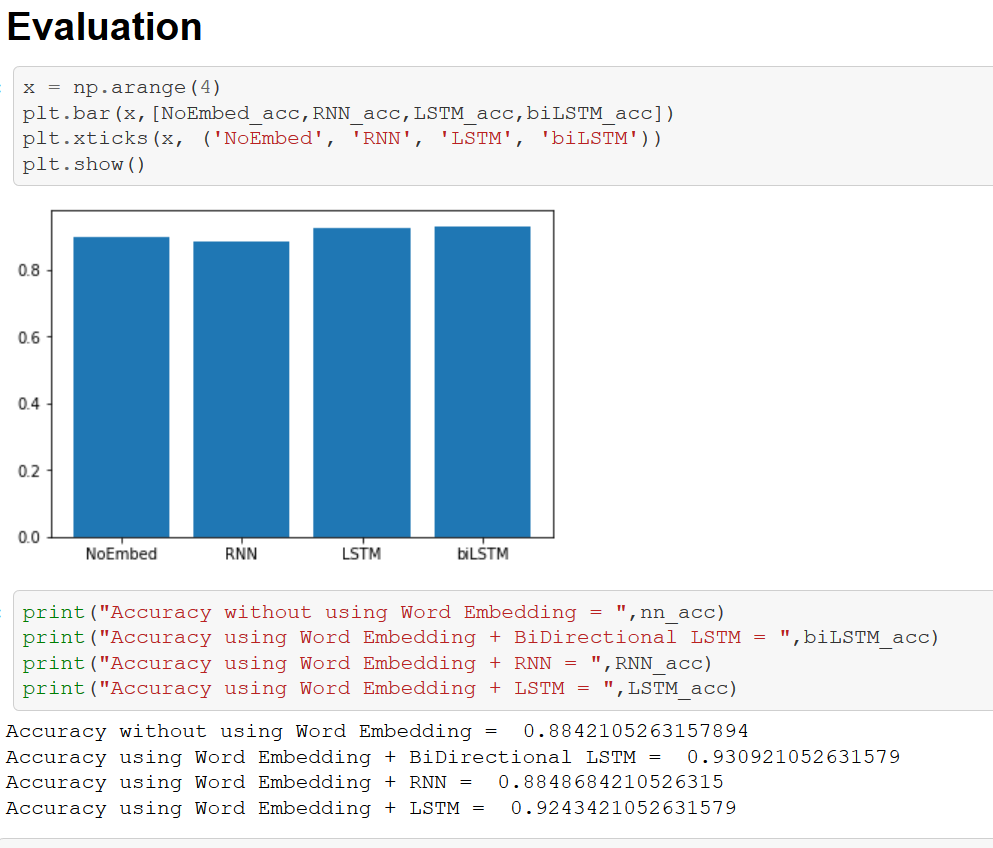 Evaluation
x = np.arange(4)
plt.bar(x,[NoEmbed_acc,RNN_acc,LSTM_acc,biLSTM_acc])
plt.xticks(x, ('NoEmbed', 'RNN', 'LSTM', 'biLSTM'))
plt.show()
0.8
0.6
0.4
0.2
0.0
NoEmbed RNN LSTM biLSTM
print("Accuracy without using Word Embedding = ",nn_acc)
print("Accuracy using Word Embedding + BiDirectional LSTM = ",biLSTM_acc)
print("Accuracy using Word Embedding + RNN = ",RNN_acc)
print("Accuracy using Word Embedding + LSTM = ",LSTM_acc)
Accuracy without using Word Embedding =  0.8842105263157894
Accuracy using Word Embedding + BiDirectional LSTM =  0.930921052631579
Accuracy using Word Embedding + RNN =  0.8848684210526315
Accuracy using Word Embedding + LSTM =  0.9243421052631579